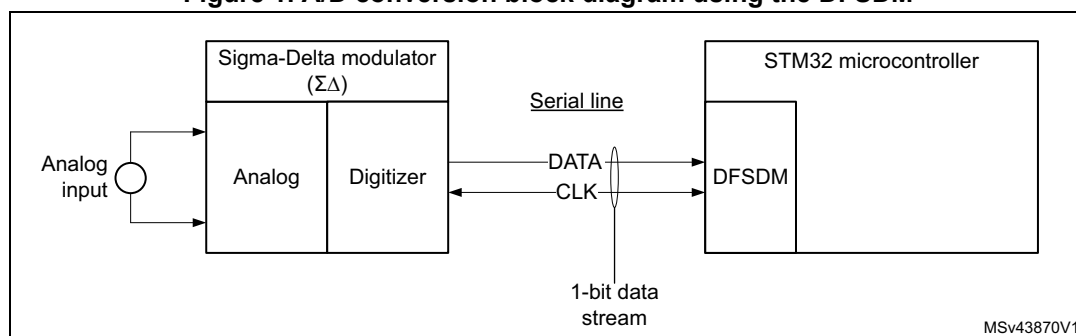 Figure 1. A/D conversion block diagram using the DFSDM
Sigma-Delta modulator
(ΣΔ)
STM32 microcontroller
Serial line
Analog
input
Analog
Digitizer
DATA
CLK
DFSDM
1-bit data
stream
MSv43870V1